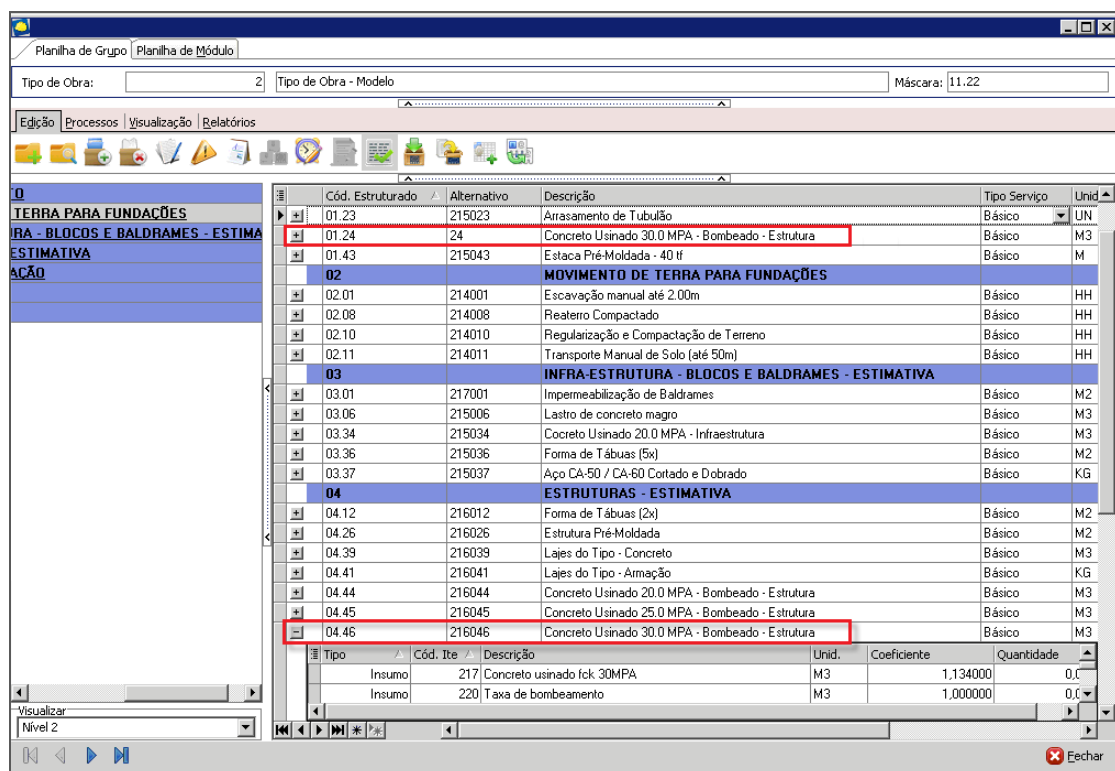 Planilha de Grupo Planilha de Módulo
Tipo de Obra: 2 Tipo de Obra - Modelo Máscara: 11.22
Edição Processos Visualização Relatórios
TO
TERRA PARA FUNDAÇÕES
JRA - BLOCOS E BALDRAMES - ESTIMA
ESTIMATIVA
AÇÃO
Cód. Estruturado Alternativo Descrição Tipo Serviço Unid
01.23 215023 Arrasamento de Tubulão Básico UN
01.24 24 Concreto Usinado 30.0 MPA - Bombeado - Estrutura Básico M3
01.43 215043 Estaca Pré-Moldada - 40 tf Básico M
02 MOVIMENTO DE TERRA PARA FUNDAÇÕES
02.01 214001 Escavação manual até 2.00m Básico HH
02.08 214008 Reaterro Compactado Básico HH
02.10 214010 Regularização e Compactação de Terreno Básico HH
02.11 214011 Transporte Manual de Solo (até 50m) Básico HH
03 INFRA-ESTRUTURA - BLOCOS E BALDRAMES - ESTIMATIVA
03.01 217001 Impermeabilização de Baldrames Básico M2
03.06 215006 Lastro de concreto magro Básico M3
03.34 215034 Cocreto Usinado 20.0 MPA - Infraestrutura Básico M3
03.36 215036 Forma de Tábuas (5x) Básico M2
03.37 215037 Aço CA-50 / CA-60 Cortado e Dobrado Básico KG
04 ESTRUTURAS - ESTIMATIVA
04.12 216012 Forma de Tábuas (2x) Básico M2
04.26 216026 Estrutura Pré-Moldada Básico M2
04.39 216039 Lajes do Tipo - Concreto Básico M3
04.41 216041 Lajes do Tipo - Armação Básico KG
04.44 216044 Concreto Usinado 20.0 MPA - Bombeado - Estrutura Básico M3
04.45 216045 Concreto Usinado 25.0 MPA - Bombeado - Estrutura Básico M3
04.46 216046 Concreto Usinado 30.0 MPA - Bombeado - Estrutura Básico M3
Tipo Cód. Ite Descrição Unid. Coeficiente Quantidade
Insumo 217 Concreto usinado fck 30MPA M3 1,134000 0,0
Insumo 220 Taxa de bombeamento M3 1,000000 0,0
Visualizar
Nível 2
Fechar